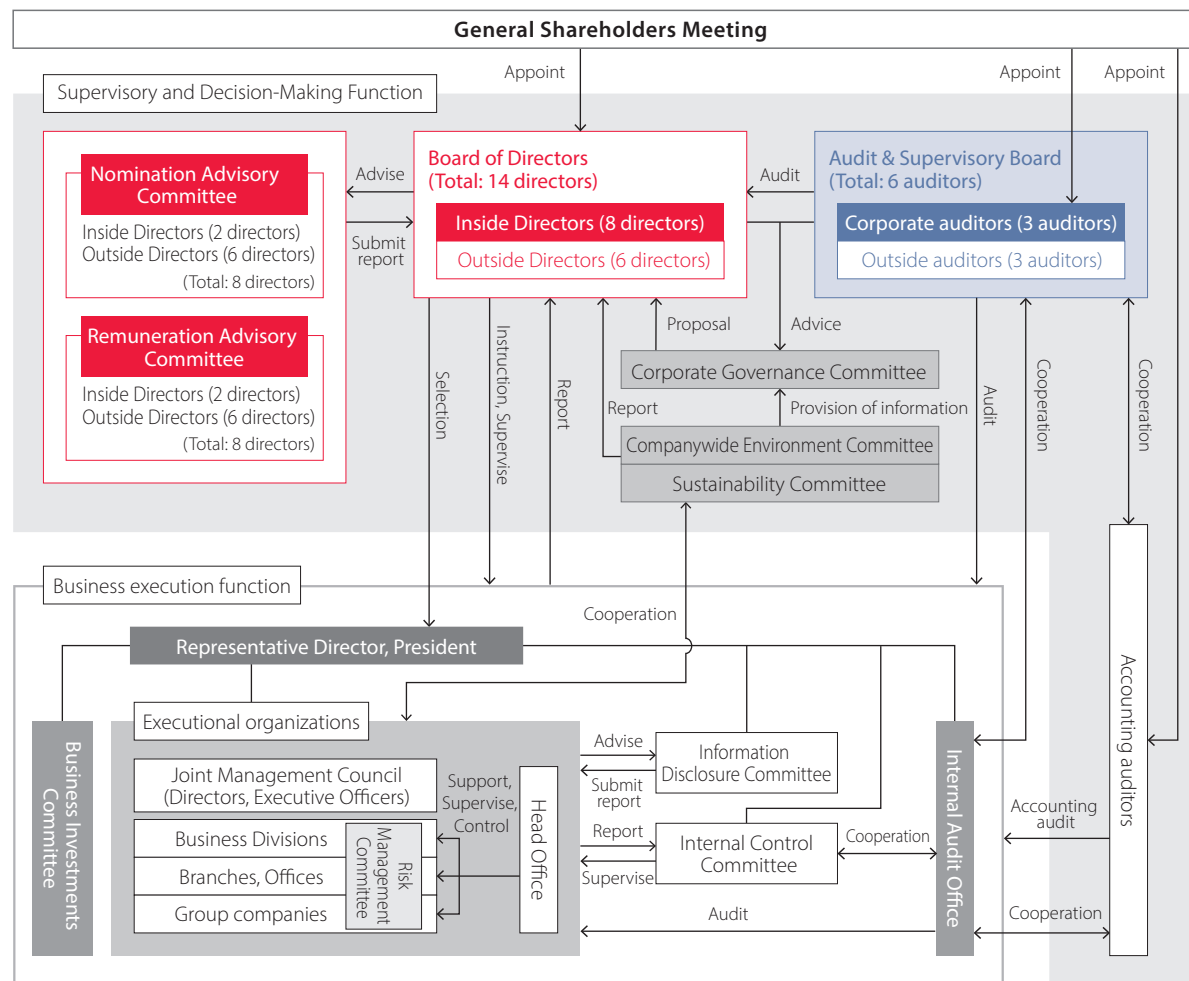 General Shareholders Meeting
Appoint
Appoint
Appoint
Supervisory and Decision-Making Function
Nomination Advisory
Committee
Inside Directors (2 directors)
Outside Directors (6 directors)
(Total: 8 directors)
Remuneration Advisory
Committee
Inside Directors (2 directors)
Outside Directors (6 directors)
(Total: 8 directors)
Advise
Submit
report
Board of Directors
(Total: 14 directors)
Inside Directors (8 directors)
Outside Directors (6 directors)
Audit
Audit & Supervisory Board
(Total: 6 auditors)
Corporate auditors (3 auditors)
Outside auditors (3 auditors)
Selection
Instruction, Supervise
Report
Proposal
Advice
Corporate Governance Committee
Report
Provision of information
Companywide Environment Committee
Sustainability Committee
Audit
Cooperation
Cooperation
Business execution function
Cooperation
Representative Director, President
Business Investments
Committee
Executional organizations
Joint Management Council
(Directors, Executive Officers)
Business Divisions
Branches, Offices
Group companies
Risk
Management
Committee
Support,
Supervise,
Control
Head Office
Advise
Submit
report
Information
Disclosure Committee
Report
Supervise
Internal Control
Committee
Cooperation
Audit
Internal Audit Office
Accounting
audit
Cooperation
Accounting auditors